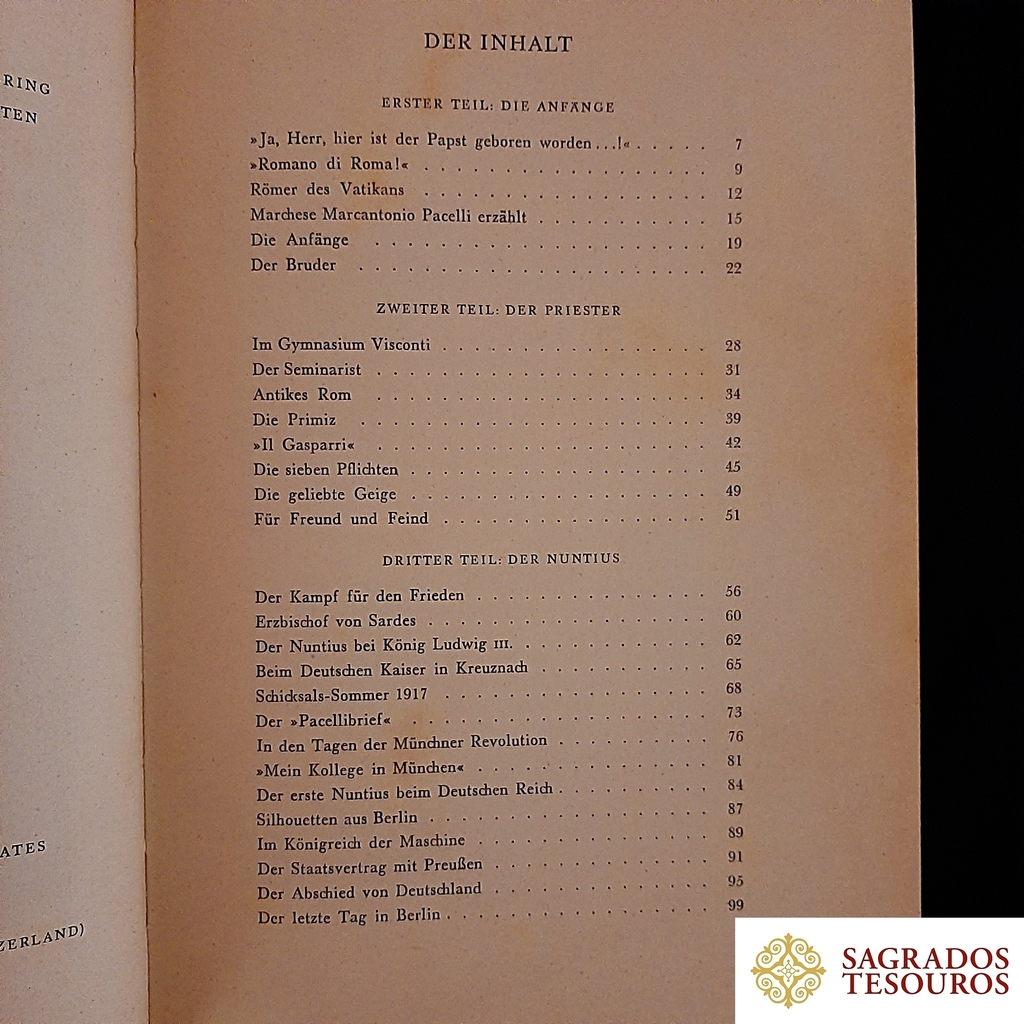 RING
TEN
ATES
ZERLAND)
DER INHALT
ERSTER TEIL: DIE ANFÄNGE
»Ja, Herr, hier ist der Papst geboren worden...!« . . . . . 7
»Romano di Roma!« . . . . . . . . . . . . . . . . . . 9
Römer des Vatikans . . . . . . . . . . . . . . . . . . 12
Marchese Marcantonio Pacelli erzählt . . . . . . . . . . . 15
Die Anfänge . . . . . . . . . . . . . . . . . . . . . 19
Der Bruder . . . . . . . . . . . . . . . . . . . . . . 22
ZWEITER TEIL: DER PRIESTER
Im Gymnasium Visconti . . . . . . . . . . . . . . . . . 28
Der Seminarist . . . . . . . . . . . . . . . . . . . . . 31
Antikes Rom . . . . . . . . . . . . . . . . . . . . . 34
Die Primiz . . . . . . . . . . . . . . . . . . . . . . 39
»Il Gasparri« . . . . . . . . . . . . . . . . . . . . . 42
Die sieben Pflichten . . . . . . . . . . . . . . . . . . . 45
Die geliebte Geige . . . . . . . . . . . . . . . . . . . 49
Für Freund und Feind . . . . . . . . . . . . . . . . . 51
DRITTER TEIL: DER NUNTIUS
Der Kampf für den Frieden . . . . . . . . . . . . . . . 56
Erzbischof von Sardes . . . . . . . . . . . . . . . . . . 60
Der Nuntius bei König Ludwig III. . . . . . . . . . . . . 62
Beim Deutschen Kaiser in Kreuznach . . . . . . . . . . . 65
Schicksals-Sommer 1917 . . . . . . . . . . . . . . . . . 68
Der »Pacellibrief« . . . . . . . . . . . . . . . . . . . 73
In den Tagen der Münchner Revolution . . . . . . . . . . 76
»Mein Kollege in München« . . . . . . . . . . . . . . . 81
Der erste Nuntius beim Deutschen Reich . . . . . . . . . . 84
Silhouetten aus Berlin . . . . . . . . . . . . . . . . . . 87
Im Königreich der Maschine . . . . . . . . . . . . . . . 89
Der Staatsvertrag mit Preußen . . . . . . . . . . . . . . 91
Der Abschied von Deutschland . . . . . . . . . . . . . . 95
Der letzte Tag in Berlin . . . . . . . . . . . . . . . . . 99
SAGRADOS
TESOUROS